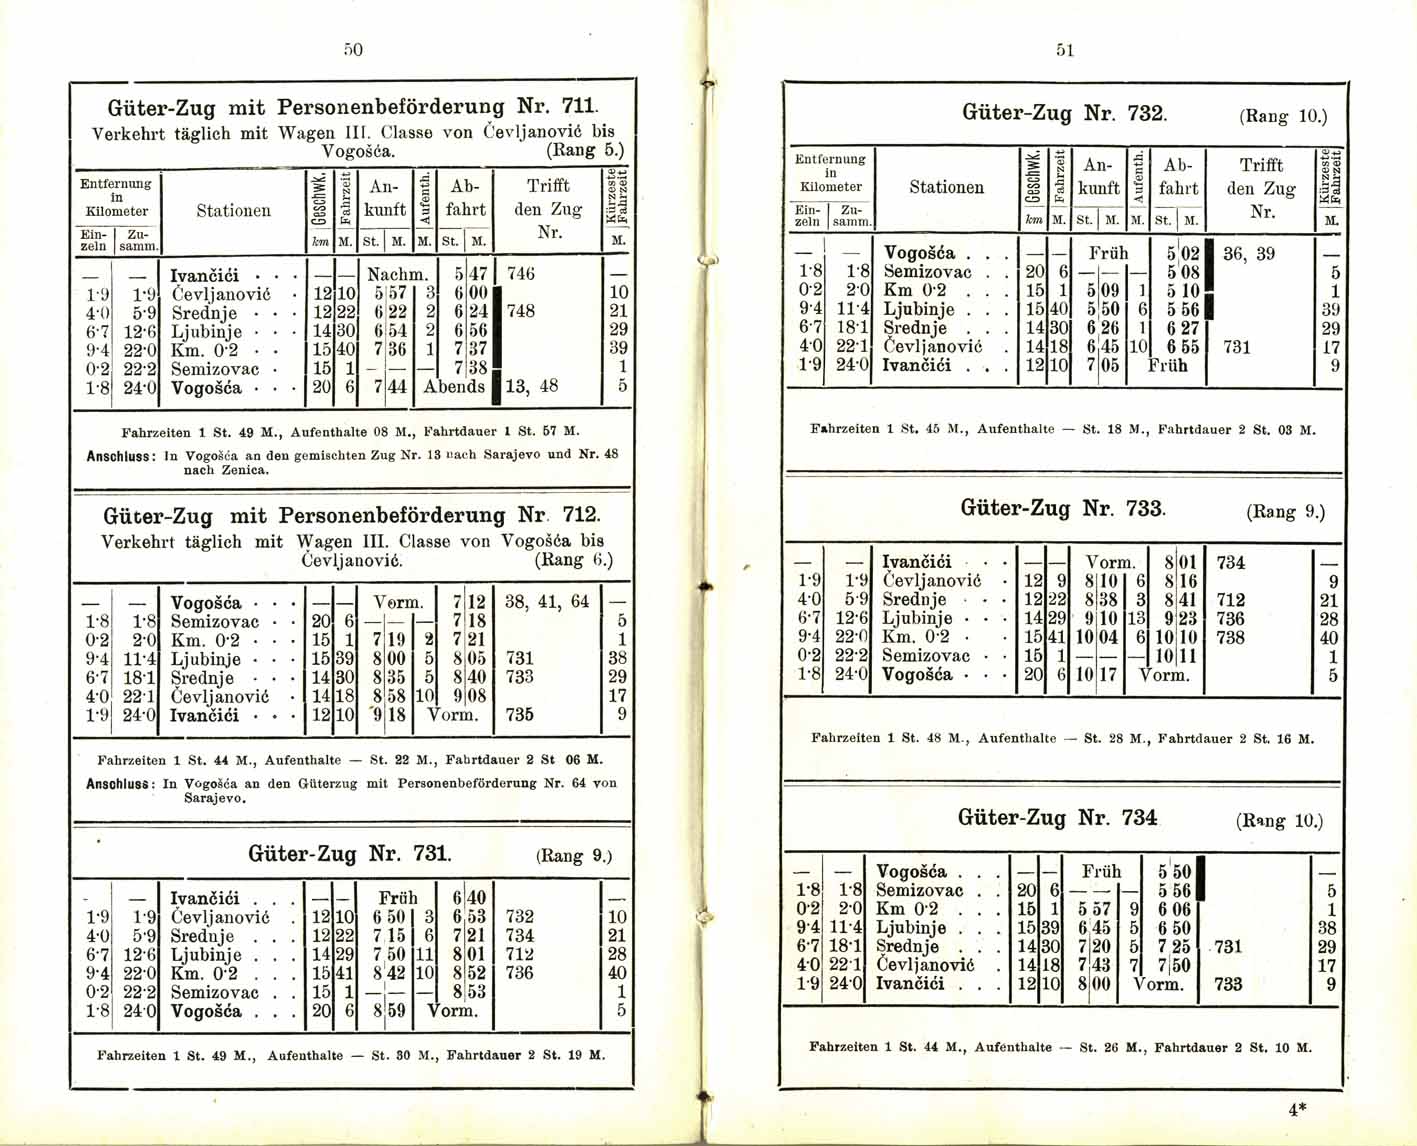 50
Güter-Zug mit Personenbeförderung Nr. 711.
Verkehrt täglich mit Wagen III. Classe von Čevljanović bis
Vogošća. (Rang 5.)
Entfernung in Kilometer | Stationen | Geschwk. | Fahrzeit | An-kunft | Aufenth. | Ab-fahrt | Trifft den Zug Nr. | Kürzeste Fahrzeit
Ein-zeln | Zu-samm. | km | M. | St. | M. | M. | St. | M. | M.
— — Ivančići · · · — — Nachm. 5 47 746 —
1·9 1·9 Čevljanović · 12 10 5 57 3 6 00 10
4·0 5·9 Srednje · · · 12 22 6 22 2 6 24 748 21
6·7 12·6 Ljubinje · · · 14 30 6 54 2 6 56 29
9·4 22·0 Km. 0·2 · · 15 40 7 36 1 7 37 39
0·2 22·2 Semizovac · 15 1 — — — 7 38 1
1·8 24·0 Vogošća · · · 20 6 7 44 Abends 13, 48 5
Fahrzeiten 1 St. 49 M., Aufenthalte 08 M., Fahrtdauer 1 St. 57 M.
Anschluss: In Vogošća an den gemischten Zug Nr. 13 nach Sarajevo und Nr. 48
nach Zenica.
Güter-Zug mit Personenbeförderung Nr. 712.
Verkehrt täglich mit Wagen III. Classe von Vogošća bis
Čevljanović. (Rang 6.)
— — Vogošća · · · — — Vorm. 7 12 38, 41, 64 —
1·8 1·8 Semizovac · · 20 6 — — — 7 18 5
0·2 2·0 Km. 0·2 · · · 15 1 7 19 2 7 21 1
9·4 11·4 Ljubinje · · · 15 39 8 00 5 8 05 731 38
6·7 18·1 Srednje · · · 14 30 8 35 5 8 40 733 29
4·0 22·1 Čevljanović · 14 18 8 58 10 9 08 17
1·9 24·0 Ivančići · · · 12 10 9 18 Vorm. 735 9
Fahrzeiten 1 St. 44 M., Aufenthalte — St. 22 M., Fahrtdauer 2 St 06 M.
Anschluss: In Vogošća an den Güterzug mit Personenbeförderung Nr. 64 von
Sarajevo.
Güter-Zug Nr. 731. (Rang 9.)
- — Ivančići . . . — — Früh 6 40 —
1·9 1·9 Čevljanović . 12 10 6 50 3 6 53 732 10
4·0 5·9 Srednje . . . 12 22 7 15 6 7 21 734 21
6·7 12·6 Ljubinje . . . 14 29 7 50 11 8 01 712 28
9·4 22·0 Km. 0·2 . . . 15 41 8 42 10 8 52 736 40
0·2 22·2 Semizovac . . 15 1 — — — 8 53 1
1·8 24·0 Vogošća . . . 20 6 8 59 Vorm. 5
Fahrzeiten 1 St. 49 M., Aufenthalte — St. 30 M., Fahrtdauer 2 St. 19 M.
51
Güter-Zug Nr. 732. (Rang 10.)
Entfernung in Kilometer | Stationen | Geschwk. | Fahrzeit | An-kunft | Aufenth. | Ab-fahrt | Trifft den Zug Nr. | Kürzeste Fahrzeit
Ein-zeln | Zu-samm. | km | M. | St. | M. | M. | St. | M. | M.
— — Vogošća . . . — — Früh 5 02 36, 39 —
1·8 1·8 Semizovac . . 20 6 — — — 5 08 5
0·2 2·0 Km 0·2 . . . 15 1 5 09 1 5 10 1
9·4 11·4 Ljubinje . . . 15 40 5 50 6 5 56 39
6·7 18·1 Srednje . . . 14 30 6 26 1 6 27 29
4·0 22·1 Čevljanović . 14 18 6 45 10 6 55 731 17
1·9 24·0 Ivančići . . . 12 10 7 05 Früh 9
Fahrzeiten 1 St. 45 M., Aufenthalte — St. 18 M., Fahrtdauer 2 St. 03 M.
Güter-Zug Nr. 733. (Rang 9.)
— — Ivančići · · · — — Vorm. 8 01 734 —
1·9 1·9 Čevljanović · 12 9 8 10 6 8 16 9
4·0 5·9 Srednje · · · 12 22 8 38 3 8 41 712 21
6·7 12·6 Ljubinje · · · 14 29 9 10 13 9 23 736 28
9·4 22·0 Km. 0·2 · · 15 41 10 04 6 10 10 738 40
0·2 22·2 Semizovac · · 15 1 — — — 10 11 1
1·8 24·0 Vogošća · · · 20 6 10 17 Vorm. 5
Fahrzeiten 1 St. 48 M., Aufenthalte — St. 28 M., Fahrtdauer 2 St. 16 M.
Güter-Zug Nr. 734 (Rang 10.)
— — Vogošća . . . — — Früh 5 50 —
1·8 1·8 Semizovac . . 20 6 — — — 5 56 5
0·2 2·0 Km 0·2 . . . 15 1 5 57 9 6 06 1
9·4 11·4 Ljubinje . . . 15 39 6 45 5 6 50 38
6·7 18·1 Srednje . . . 14 30 7 20 5 7 25 731 29
4·0 22·1 Čevljanović . 14 18 7 43 7 7 50 17
1·9 24·0 Ivančići . . . 12 10 8 00 Vorm. 733 9
Fahrzeiten 1 St. 44 M., Aufenthalte — St. 26 M., Fahrtdauer 2 St. 10 M.
4*